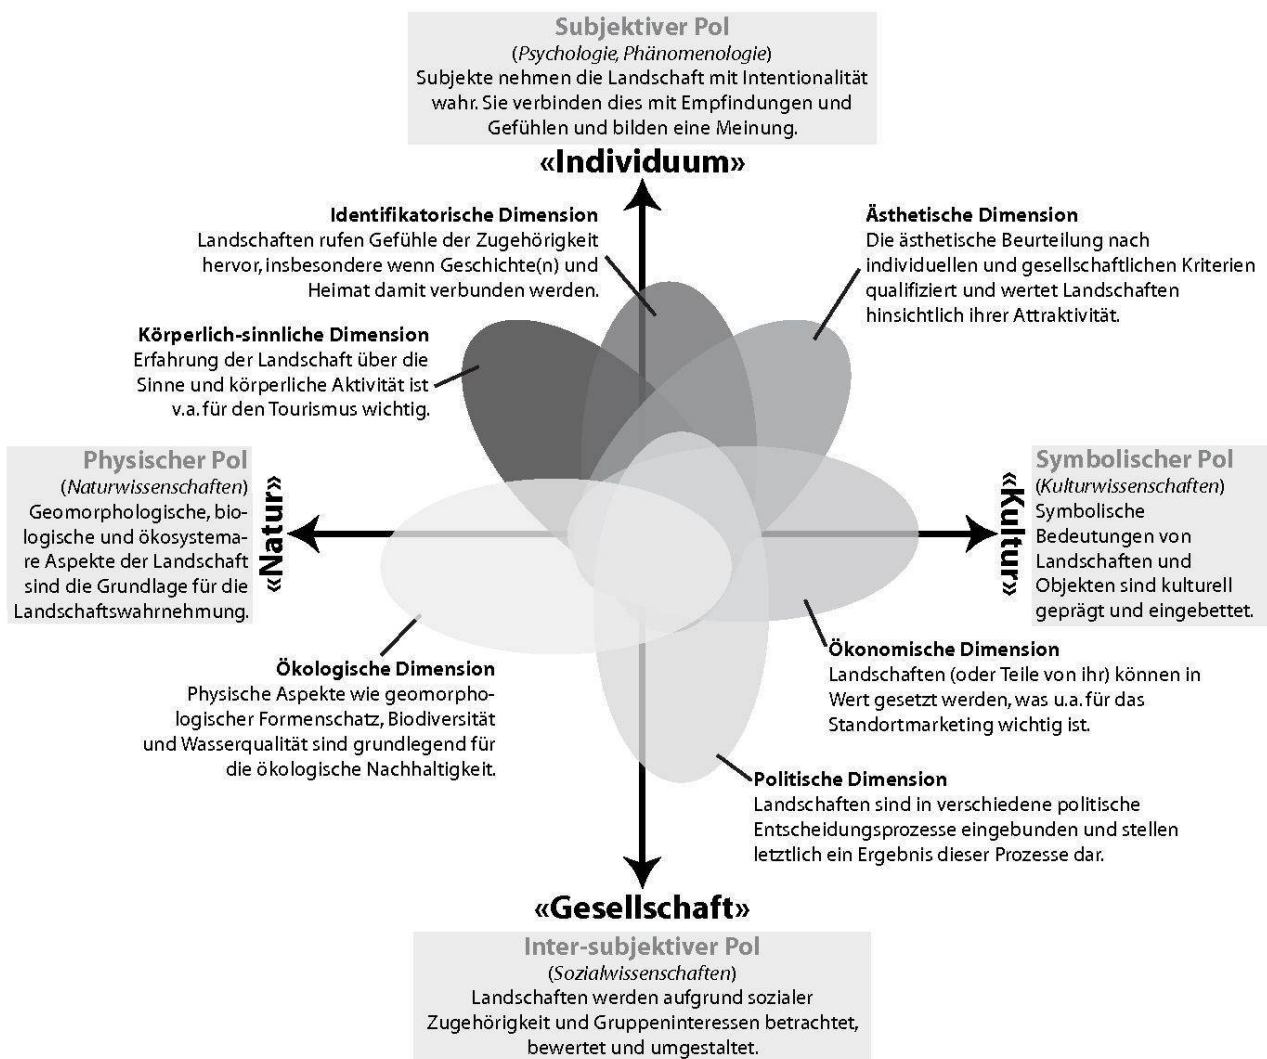 Subjektiver Pol
(Psychologie, Phänomenologie)
Subjekte nehmen die Landschaft mit Intentionalität
wahr. Sie verbinden dies mit Empfindungen und
Gefühlen und bilden eine Meinung.
«Individuum»
Identifikatorische Dimension
Landschaften rufen Gefühle der Zugehörigkeit
hervor, insbesondere wenn Geschichte(n) und
Heimat damit verbunden werden.
Ästhetische Dimension
Die ästhetische Beurteilung nach
individuellen und gesellschaftlichen Kriterien
qualifiziert und wertet Landschaften
hinsichtlich ihrer Attraktivität.
Körperlich-sinnliche Dimension
Erfahrung der Landschaft über die
Sinne und körperliche Aktivität ist
v.a. für den Tourismus wichtig.
Physischer Pol
(Naturwissenschaften)
Geomorphologische, bio-
logische und ökosystema-
re Aspekte der Landschaft
sind die Grundlage für die
Landschaftswahrnehmung.
«Natur»
«Kultur»
Symbolischer Pol
(Kulturwissenschaften)
Symbolische
Bedeutungen von
Landschaften und
Objekten sind kulturell
geprägt und eingebettet.
Ökologische Dimension
Physische Aspekte wie geomorpho-
logischer Formenschatz, Biodiversität
und Wasserqualität sind grundlegend für
die ökologische Nachhaltigkeit.
Ökonomische Dimension
Landschaften (oder Teile von ihr) können in
Wert gesetzt werden, was u.a. für das
Standortmarketing wichtig ist.
Politische Dimension
Landschaften sind in verschiedene politische
Entscheidungsprozesse eingebunden und stellen
letztlich ein Ergebnis dieser Prozesse dar.
«Gesellschaft»
Inter-subjektiver Pol
(Sozialwissenschaften)
Landschaften werden aufgrund sozialer
Zugehörigkeit und Gruppeninteressen betrachtet,
bewertet und umgestaltet.